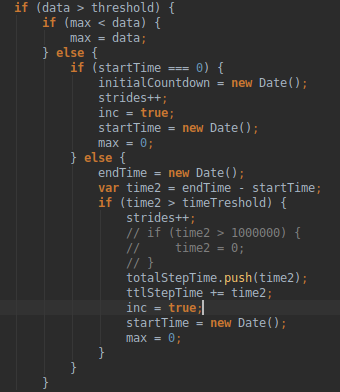 if (data > threshold) {
if (max < data) {
max = data;
} else {
if (startTime === 0) {
initialCountdown = new Date();
strides++;
inc = true;
startTime = new Date();
max = 0;
} else {
endTime = new Date();
var time2 = endTime - startTime;
if (time2 > timeTreshold) {
strides++;
// if (time2 > 1000000) {
//     time2 = 0;
// }
totalStepTime.push(time2);
ttlStepTime += time2;
inc = true;
startTime = new Date();
max = 0;
}
}
}